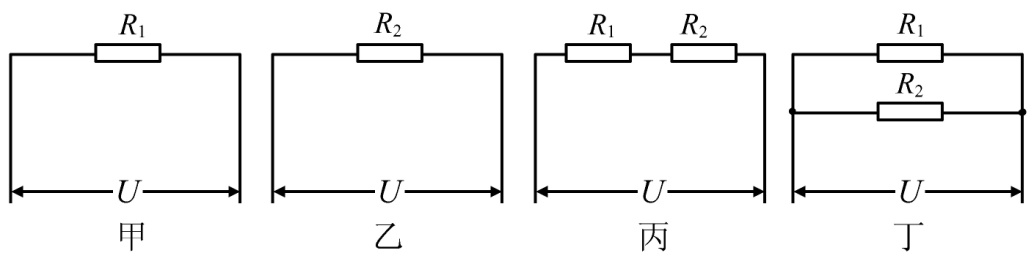 R₁ R₂ R₁ R₂ R₁
R₂
U U U U
甲 乙 丙 丁